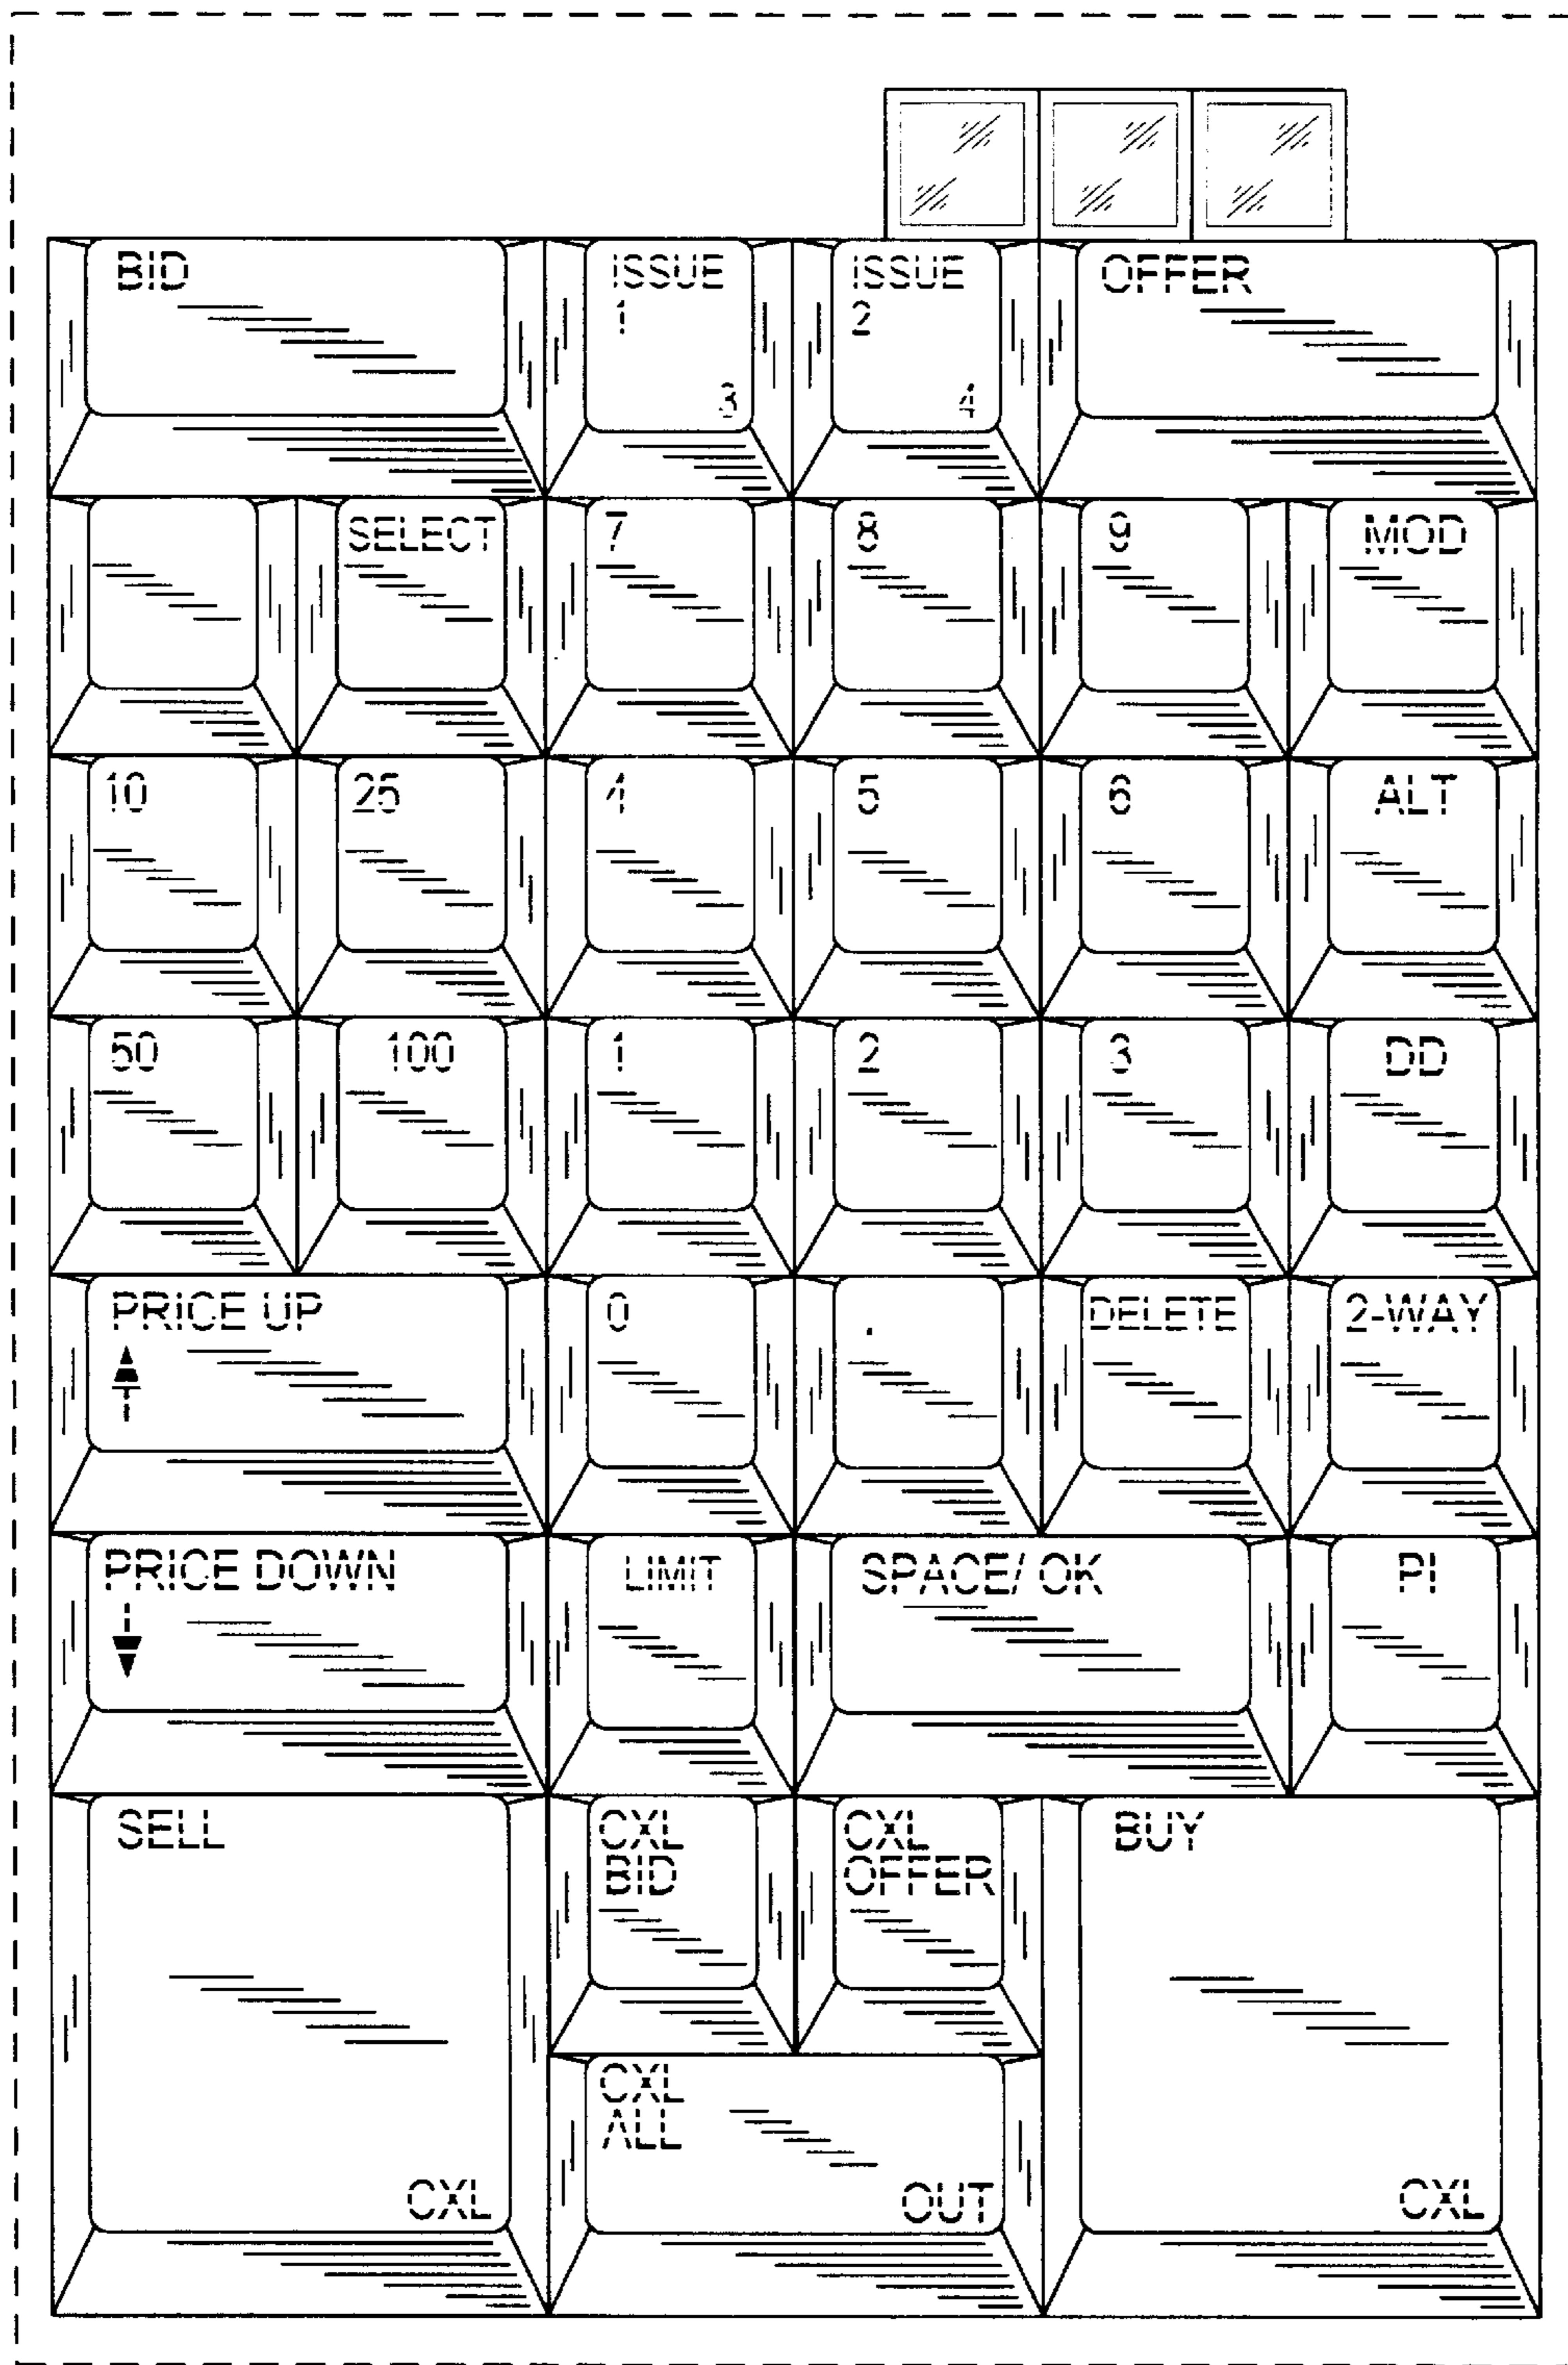 BID
ISSUE
1
3
ISSUE
2
4
OFFER
SELECT
7
8
9
MOD
10
25
4
5
6
ALT
50
100
1
2
3
DD
PRICE UP
0
.
DELETE
2-WAY
PRICE DOWN
LIMIT
SPACE/ OK
PI
SELL
CXL
CXL
BID
CXL
OFFER
BUY
CXL
CXL
ALL
OUT